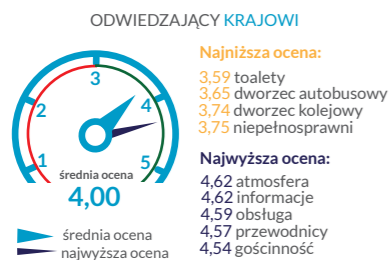 ODWIEDZAJĄCY KRAJOWI
1
2
3
4
5
średnia ocena
4,00
średnia ocena
najwyższa ocena
Najniższa ocena:
3,59 toalety
3,65 dworzec autobusowy
3,74 dworzec kolejowy
3,75 niepełnosprawni
Najwyższa ocena:
4,62 atmosfera
4,62 informacje
4,59 obsługa
4,57 przewodnicy
4,54 gościnność